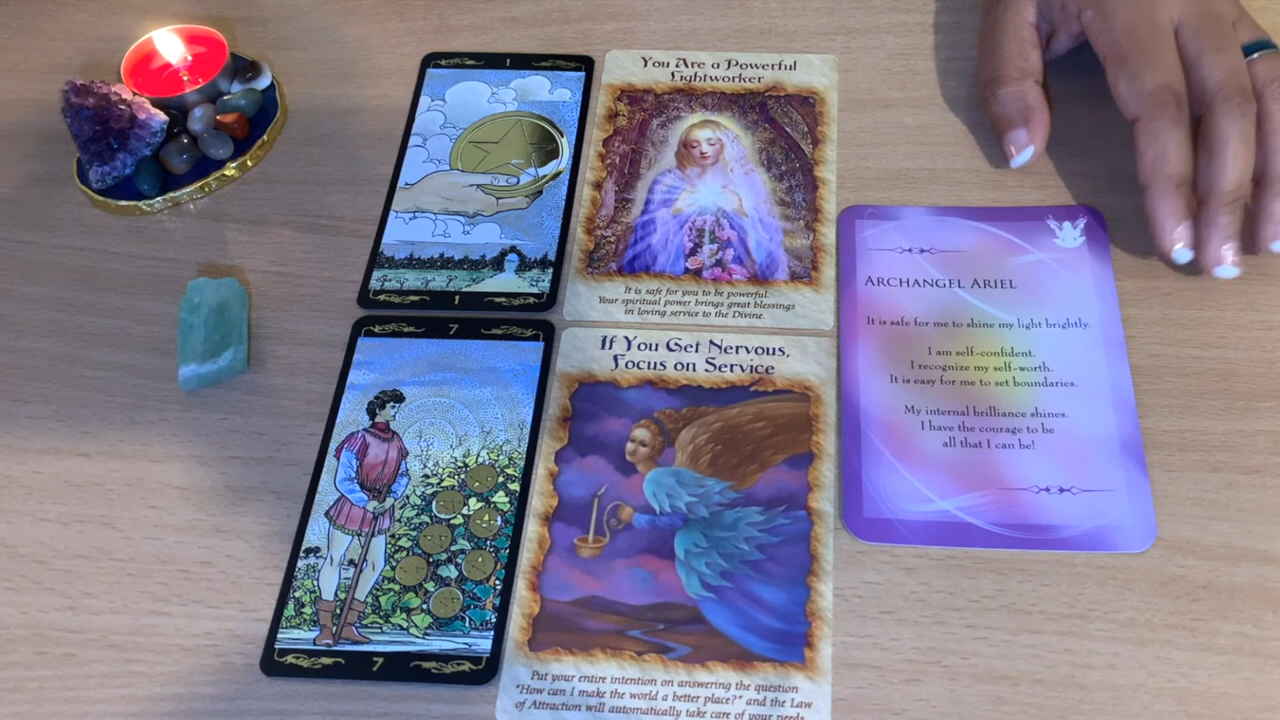 1
1
You Are a Powerful
Lightworker
It is safe for you to be powerful.
Your spiritual power brings great blessings
in loving service to the Divine.
7
7
If You Get Nervous,
Focus on Service
Put your entire intention on answering the question
"How can I make the world a better place?" and the Law
of Attraction will automatically take care of your needs
Archangel Ariel
It is safe for me to shine my light brightly.
I am self-confident.
I recognize my self-worth.
It is easy for me to set boundaries.
My internal brilliance shines.
I have the courage to be
all that I can be!